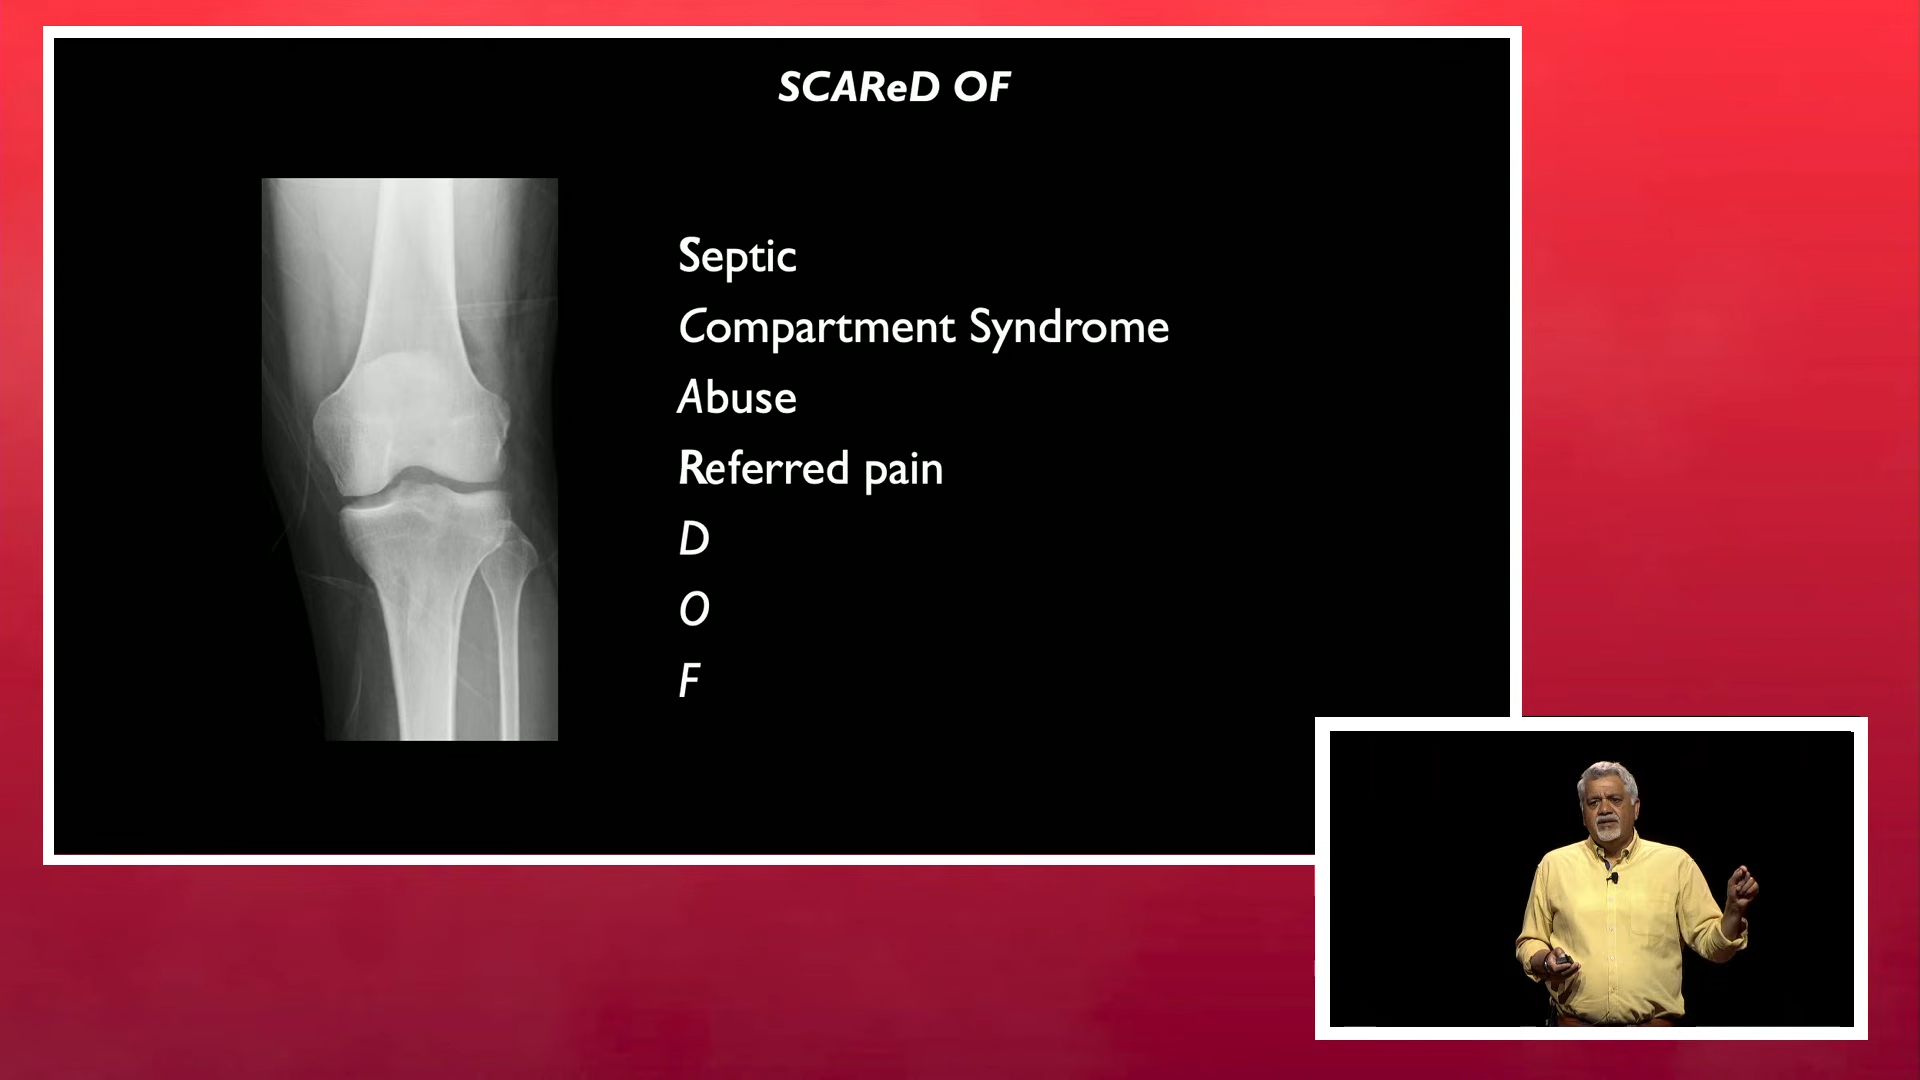 SCAReD OF
Septic
Compartment Syndrome
Abuse
Referred pain
D
O
F